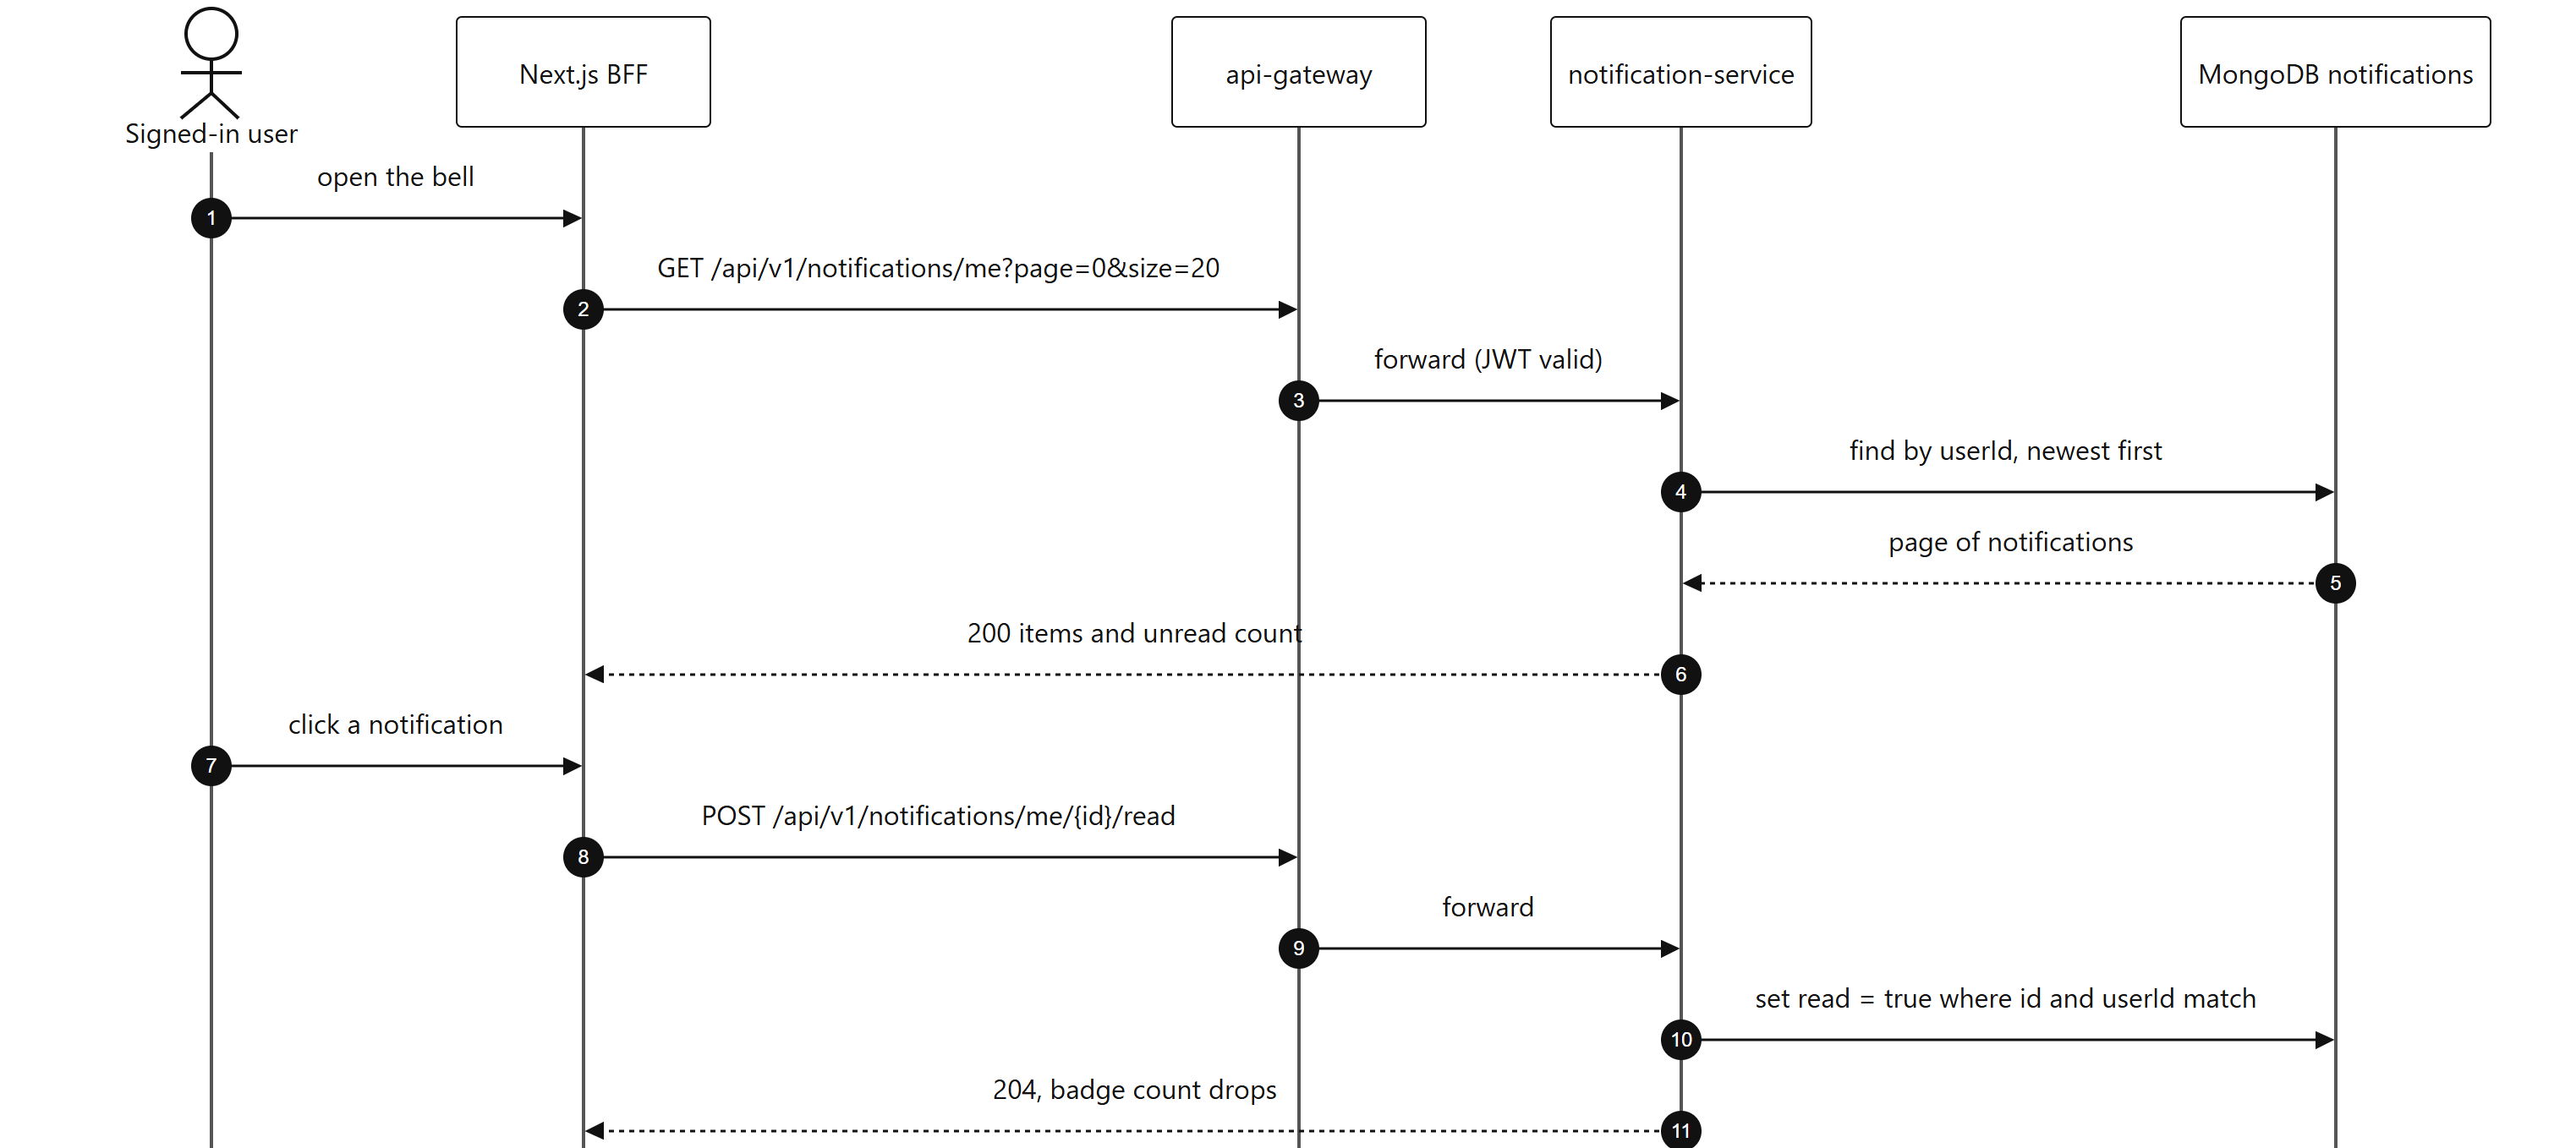 Signed-in user
Next.js BFF
api-gateway
notification-service
MongoDB notifications
open the bell
1
GET /api/v1/notifications/me?page=0&size=20
2
forward (JWT valid)
3
find by userId, newest first
4
page of notifications
5
200 items and unread count
6
click a notification
7
POST /api/v1/notifications/me/{id}/read
8
forward
9
set read = true where id and userId match
10
204, badge count drops
11